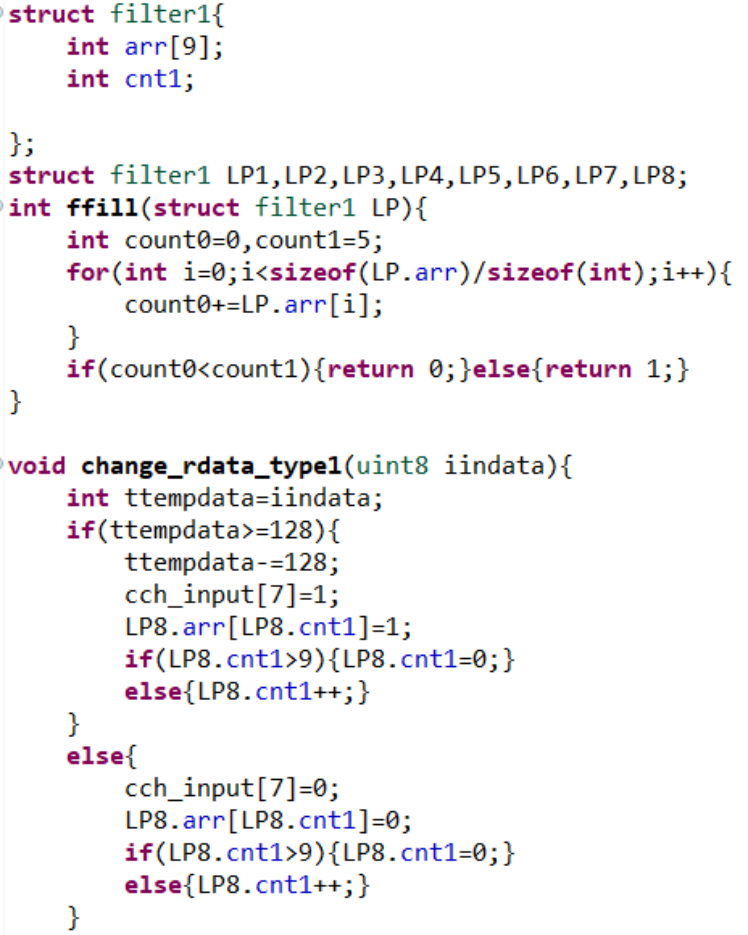 struct filter1{
    int arr[9];
    int cnt1;

};
struct filter1 LP1,LP2,LP3,LP4,LP5,LP6,LP7,LP8;
int ffill(struct filter1 LP){
    int count0=0,count1=5;
    for(int i=0;i<sizeof(LP.arr)/sizeof(int);i++){
        count0+=LP.arr[i];
    }
    if(count0<count1){return 0;}else{return 1;}
}

void change_rdata_type1(uint8 iindata){
    int ttempdata=iindata;
    if(ttempdata>=128){
        ttempdata-=128;
        cch_input[7]=1;
        LP8.arr[LP8.cnt1]=1;
        if(LP8.cnt1>9){LP8.cnt1=0;}
        else{LP8.cnt1++;}
    }
    else{
        cch_input[7]=0;
        LP8.arr[LP8.cnt1]=0;
        if(LP8.cnt1>9){LP8.cnt1=0;}
        else{LP8.cnt1++;}
    }